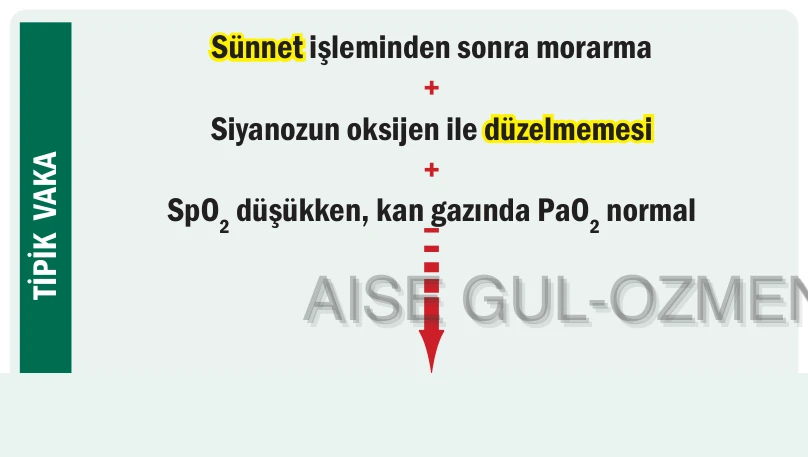 TİPİK VAKA
Sünnet işleminden sonra morarma
+
Siyanozun oksijen ile düzelmemesi
+
SpO₂ düşükken, kan gazında PaO₂ normal
AISE GUL-OZMEN